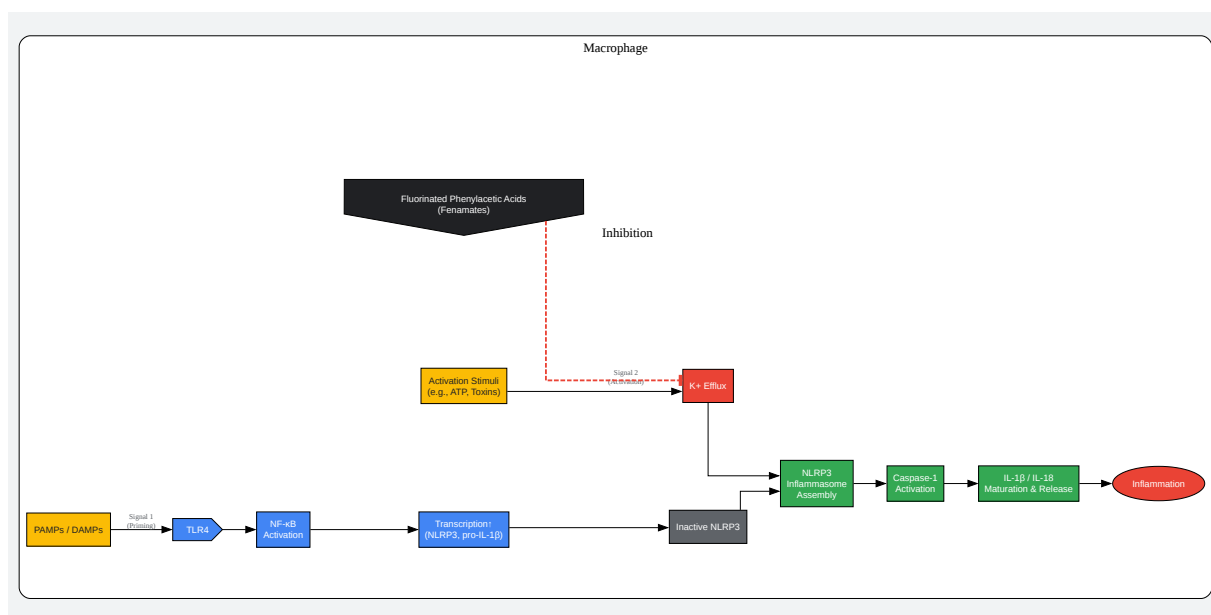 Macrophage
Fluorinated Phenylacetic Acids
(Fenamates)
Inhibition
Activation Stimuli
(e.g., ATP, Toxins)
Signal 2
(Activation)
K+ Efflux
NLRP3
Inflammasome
Assembly
Caspase-1
Activation
IL-1β / IL-18
Maturation & Release
Inflammation
PAMPs / DAMPs
Signal 1
(Priming)
TLR4
NF-κB
Activation
Transcription↑
(NLRP3, pro-IL-1β)
Inactive NLRP3